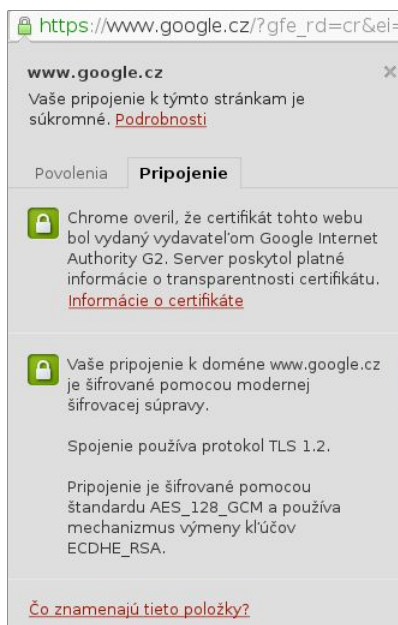 https://www.google.cz/?gfe_rd=cr&ei=
www.google.cz
Vaše pripojenie k týmto stránkam je
súkromné. Podrobnosti
Povolenia Pripojenie
Chrome overil, že certifikát tohto webu
bol vydaný vydavateľom Google Internet
Authority G2. Server poskytol platné
informácie o transparentnosti certifikátu.
Informácie o certifikáte
Vaše pripojenie k doméne www.google.cz
je šifrované pomocou modernej
šifrovacej súpravy.
Spojenie používa protokol TLS 1.2.
Pripojenie je šifrované pomocou
štandardu AES_128_GCM a používa
mechanizmus výmeny kľúčov
ECDHE_RSA.
Čo znamenajú tieto položky?